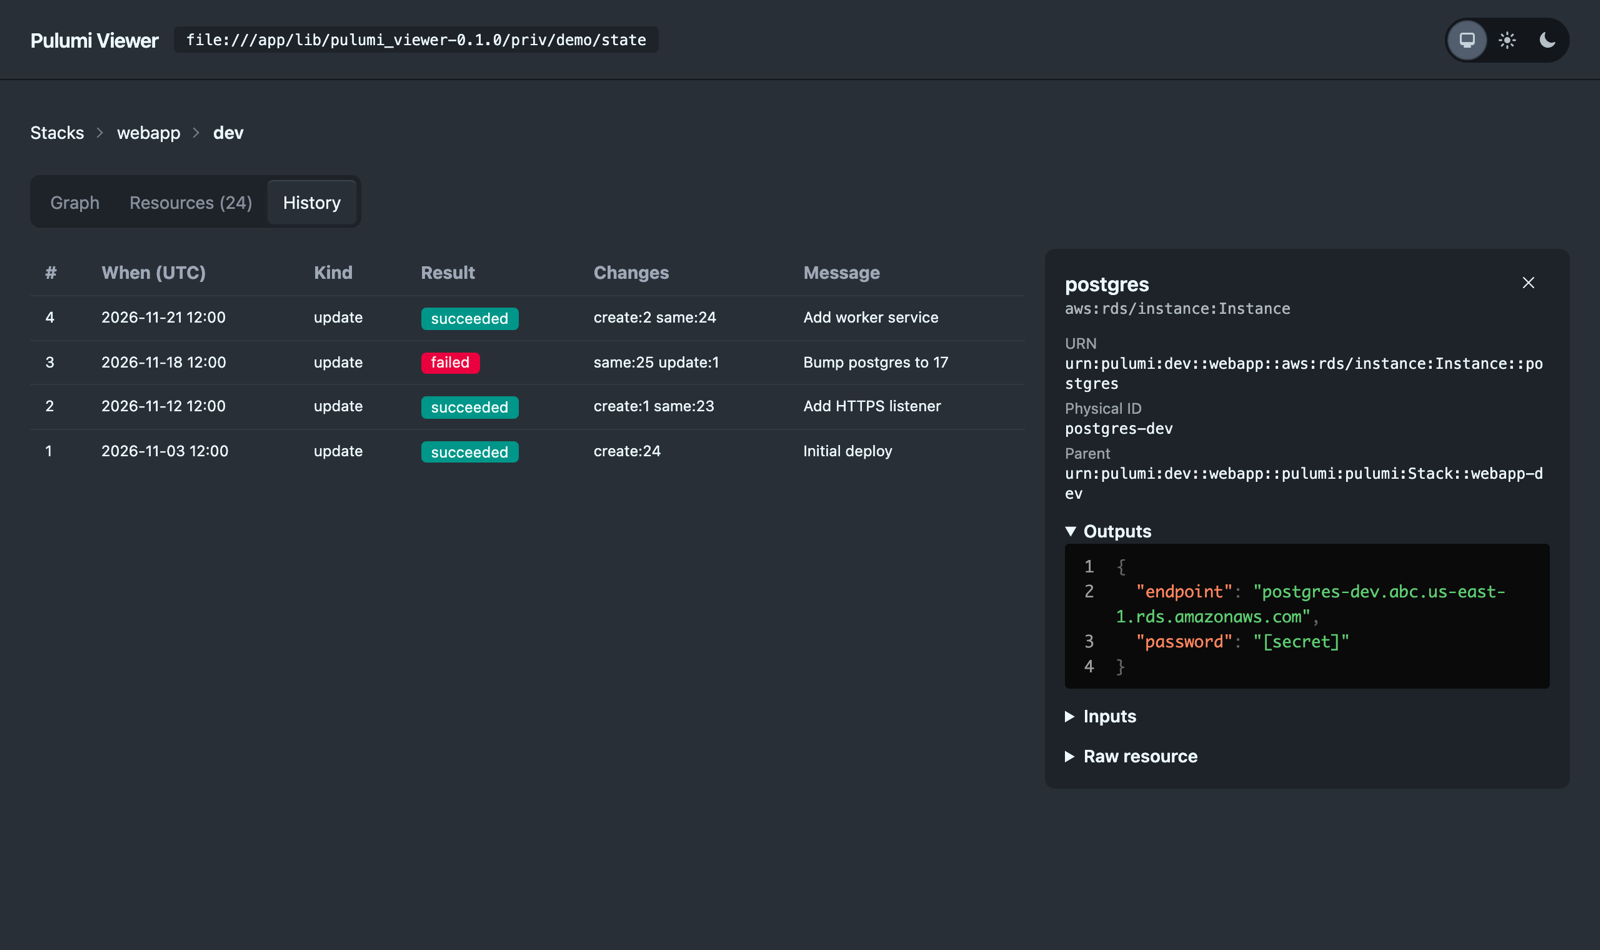 Pulumi Viewer
file:///app/lib/pulumi_viewer-0.1.0/priv/demo/state
Stacks
webapp
dev
Graph
Resources (24)
History
# When (UTC) Kind Result Changes Message
4 2026-11-21 12:00 update succeeded create:2 same:24 Add worker service
3 2026-11-18 12:00 update failed same:25 update:1 Bump postgres to 17
2 2026-11-12 12:00 update succeeded create:1 same:23 Add HTTPS listener
1 2026-11-03 12:00 update succeeded create:24 Initial deploy
postgres
aws:rds/instance:Instance
URN
urn:pulumi:dev::webapp::aws:rds/instance:Instance::po
stgres
Physical ID
postgres-dev
Parent
urn:pulumi:dev::webapp::pulumi:pulumi:Stack::webapp-d
ev
Outputs
1 {
2 "endpoint": "postgres-dev.abc.us-east-
1.rds.amazonaws.com",
3 "password": "[secret]"
4 }
Inputs
Raw resource